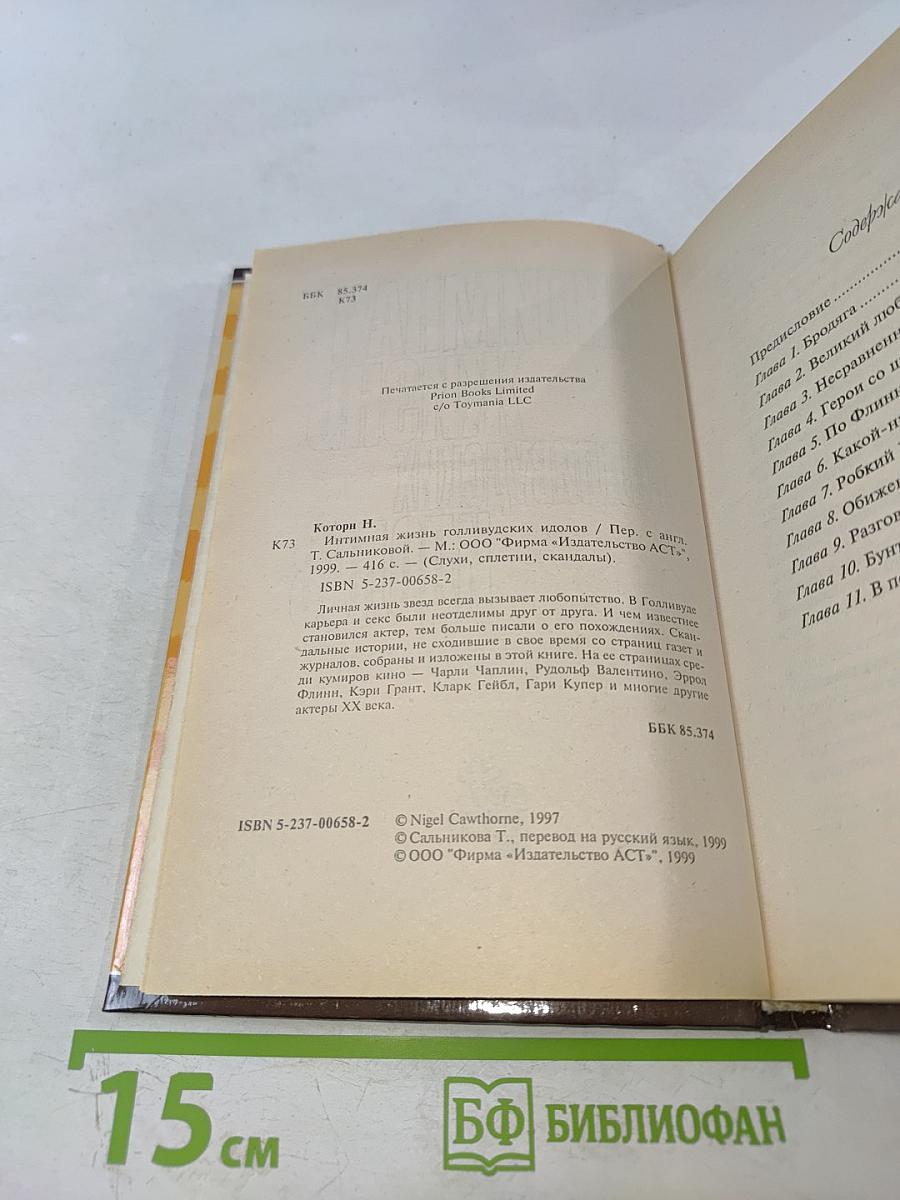 ББК 85.374
К73
Печатается с разрешения издательства
Prion Books Limited
c/o Toymania LLC
Котори Н.
К73 Интимная жизнь голливудских идолов / Пер. с англ.
Т. Сальниковой. — М.: ООО "Фирма «Издательство АСТ»",
1999. — 416 с. — (Слухи, сплетни, скандалы).
ISBN 5-237-00658-2
Личная жизнь звезд всегда вызывает любопытство. В Голливуде
карьера и секс были неотделимы друг от друга. И чем известнее
становился актер, тем больше писали о его похождениях. Скан-
дальные истории, не сходившие в свое время со страниц газет и
журналов, собраны и изложены в этой книге. На ее страницах сре-
ди кумиров кино — Чарли Чаплин, Рудольф Валентино, Эррол
Флинн, Кэри Грант, Кларк Гейбл, Гари Купер и многие другие
актеры XX века.
ББК 85.374
ISBN 5-237-00658-2
© Nigel Cawthorne, 1997
© Сальникова Т., перевод на русский язык, 1999
© ООО "Фирма «Издательство АСТ»", 1999
Предисловие
Глава 1. Бродяга
Глава 2. Великий
Глава 3.
Глава 4. Герои со
Глава 5. По
Глава 6.
Глава 7. Робкий
Глава 8.
Глава 9.
Глава 10.
Глава 11. В
15 см
БФ БИБЛИОФАН